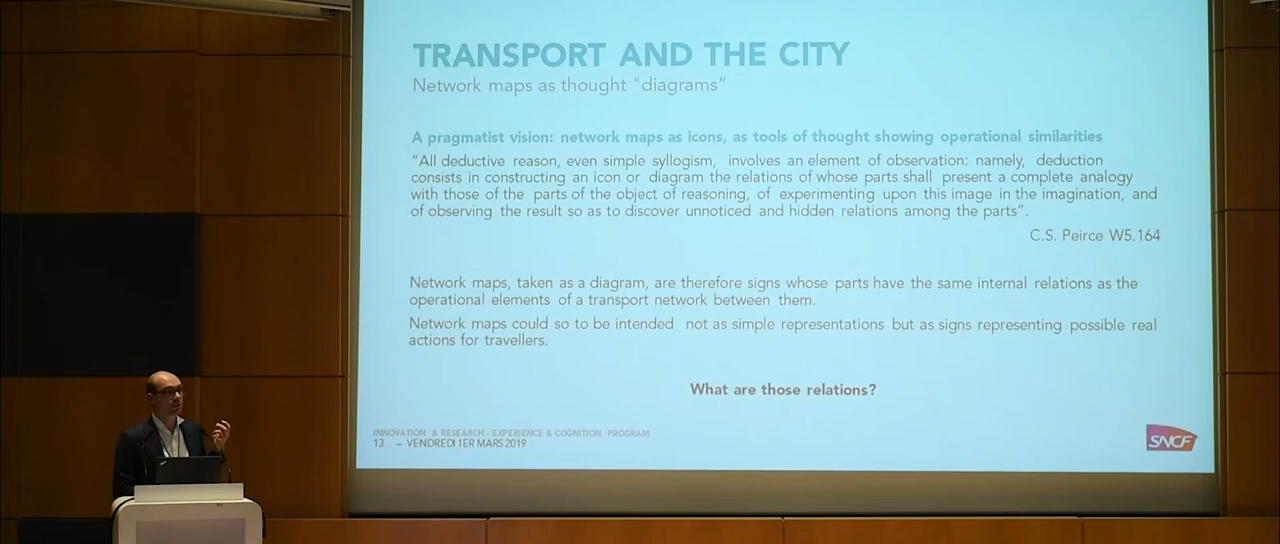 TRANSPORT AND THE CITY
Network maps as thought "diagrams"
A pragmatist vision: network maps as icons, as tools of thought showing operational similarities
"All deductive reason, even simple syllogism, involves an element of observation: namely, deduction
consists in constructing an icon or diagram the relations of whose parts shall present a complete analogy
with those of the parts of the object of reasoning, of experimenting upon this image in the imagination, and
of observing the result so as to discover unnoticed and hidden relations among the parts".
C.S. Peirce W5.164
Network maps, taken as a diagram, are therefore signs whose parts have the same internal relations as the
operational elements of a transport network between them.
Network maps could so to be intended not as simple representations but as signs representing possible real
actions for travellers.
What are those relations?
INNOVATION & RESEARCH - EXPERIENCE & COGNITION PROGRAM
13 – VENDREDI 1ER MARS 2019
SNCF